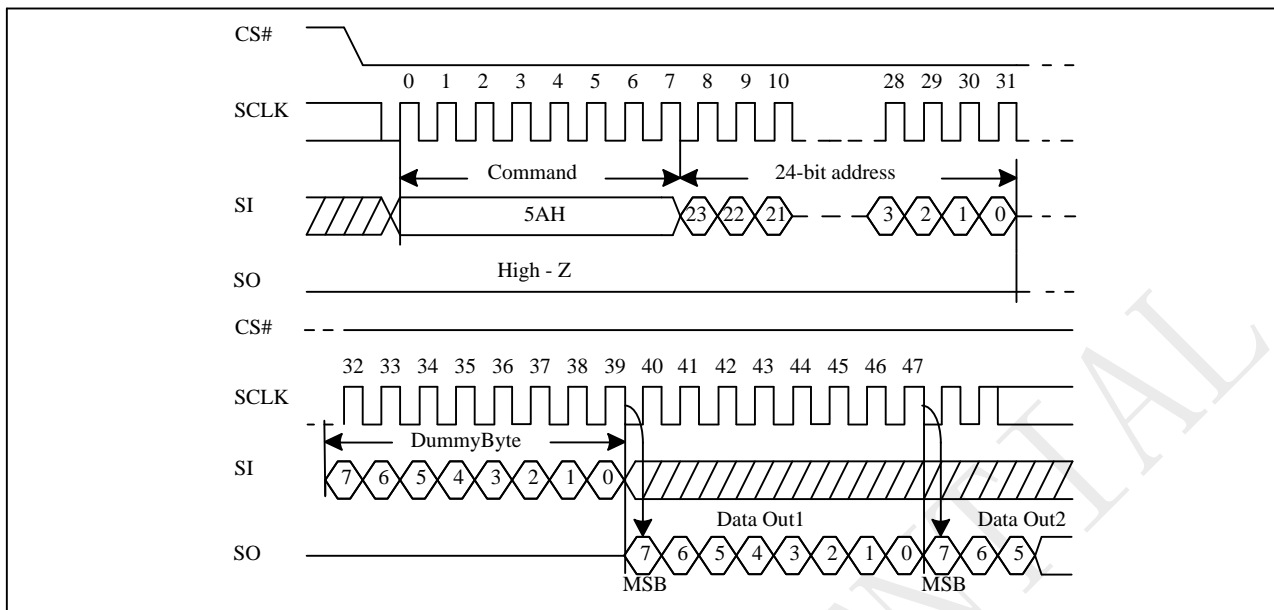 CS#
0 1 2 3 4 5 6 7 8 9 10 28 29 30 31
SCLK
Command 24-bit address
SI 5AH 23 22 21 3 2 1 0
High - Z
SO
CS#
32 33 34 35 36 37 38 39 40 41 42 43 44 45 46 47
SCLK
DummyByte
SI 7 6 5 4 3 2 1 0
Data Out1 Data Out2
SO 7 6 5 4 3 2 1 0 7 6 5
MSB MSB
NTIAL